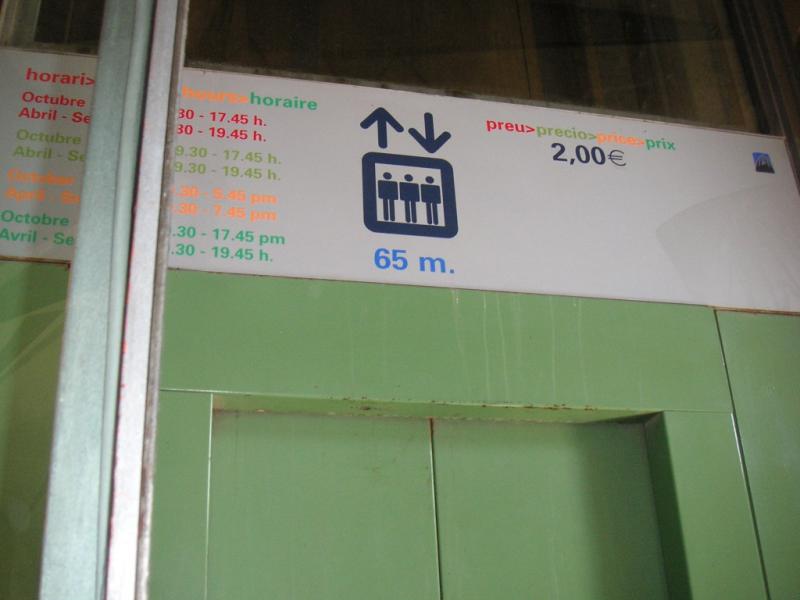 horari>
.hours>horaire
Octubre
.30 - 17.45 h.
Abril - Se
.30 - 19.45 h.
Octubre
9.30 - 17.45 h.
Abril - Se
9.30 - 19.45 h.
October
.30 - 5.45 pm
April - S
.30 - 7.45 pm
Octobre
.30 - 17.45 pm
Avril - Se
.30 - 19.45 h.
65 m.
preu>precio>price>prix
2,00€